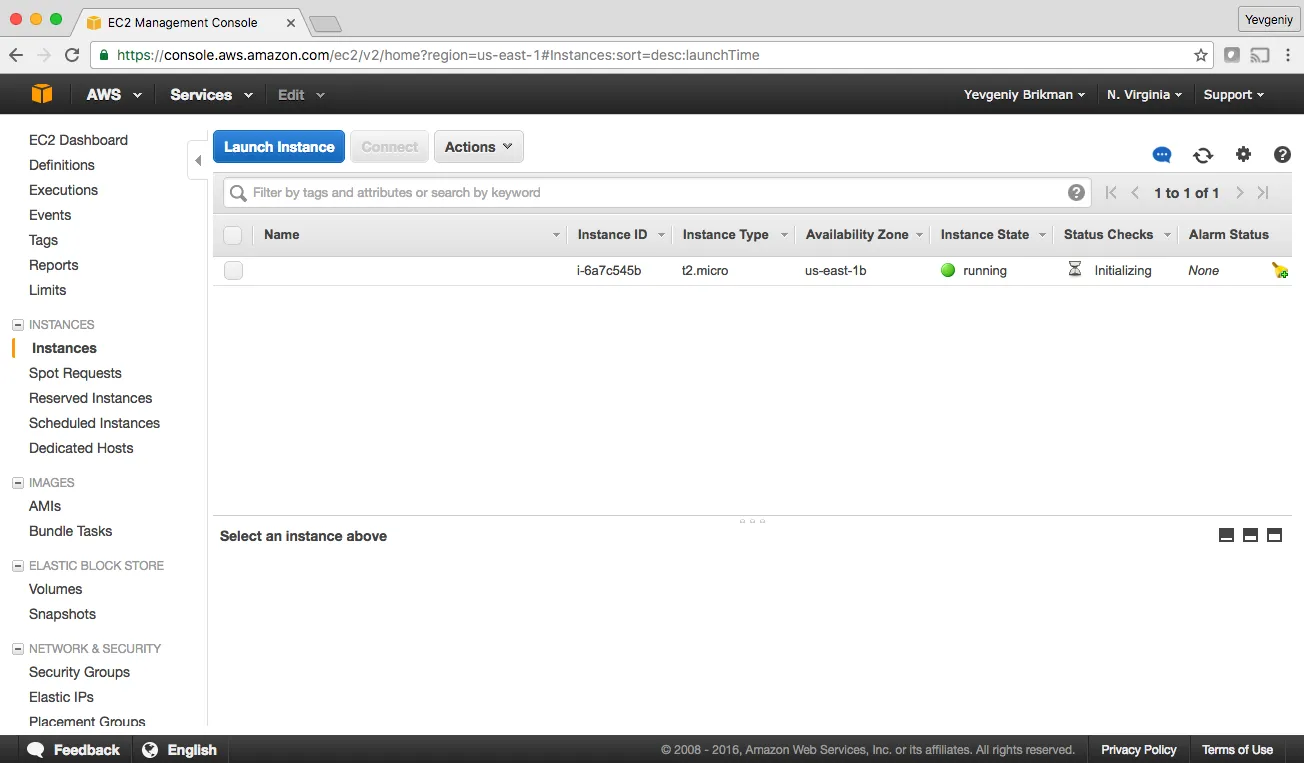 EC2 Management Console
Yevgeniy
https://console.aws.amazon.com/ec2/v2/home?region=us-east-1#Instances:sort=desc:launchTime
AWS Services Edit Yevgeniy Brikman N. Virginia Support
EC2 Dashboard
Definitions
Executions
Events
Tags
Reports
Limits
INSTANCES
Instances
Spot Requests
Reserved Instances
Scheduled Instances
Dedicated Hosts
IMAGES
AMIs
Bundle Tasks
ELASTIC BLOCK STORE
Volumes
Snapshots
NETWORK & SECURITY
Security Groups
Elastic IPs
Placement Groups
Launch Instance Connect Actions
Filter by tags and attributes or search by keyword 1 to 1 of 1
Name Instance ID Instance Type Availability Zone Instance State Status Checks Alarm Status
i-6a7c545b t2.micro us-east-1b running Initializing None
Select an instance above
Feedback English © 2008 - 2016, Amazon Web Services, Inc. or its affiliates. All rights reserved. Privacy Policy Terms of Use